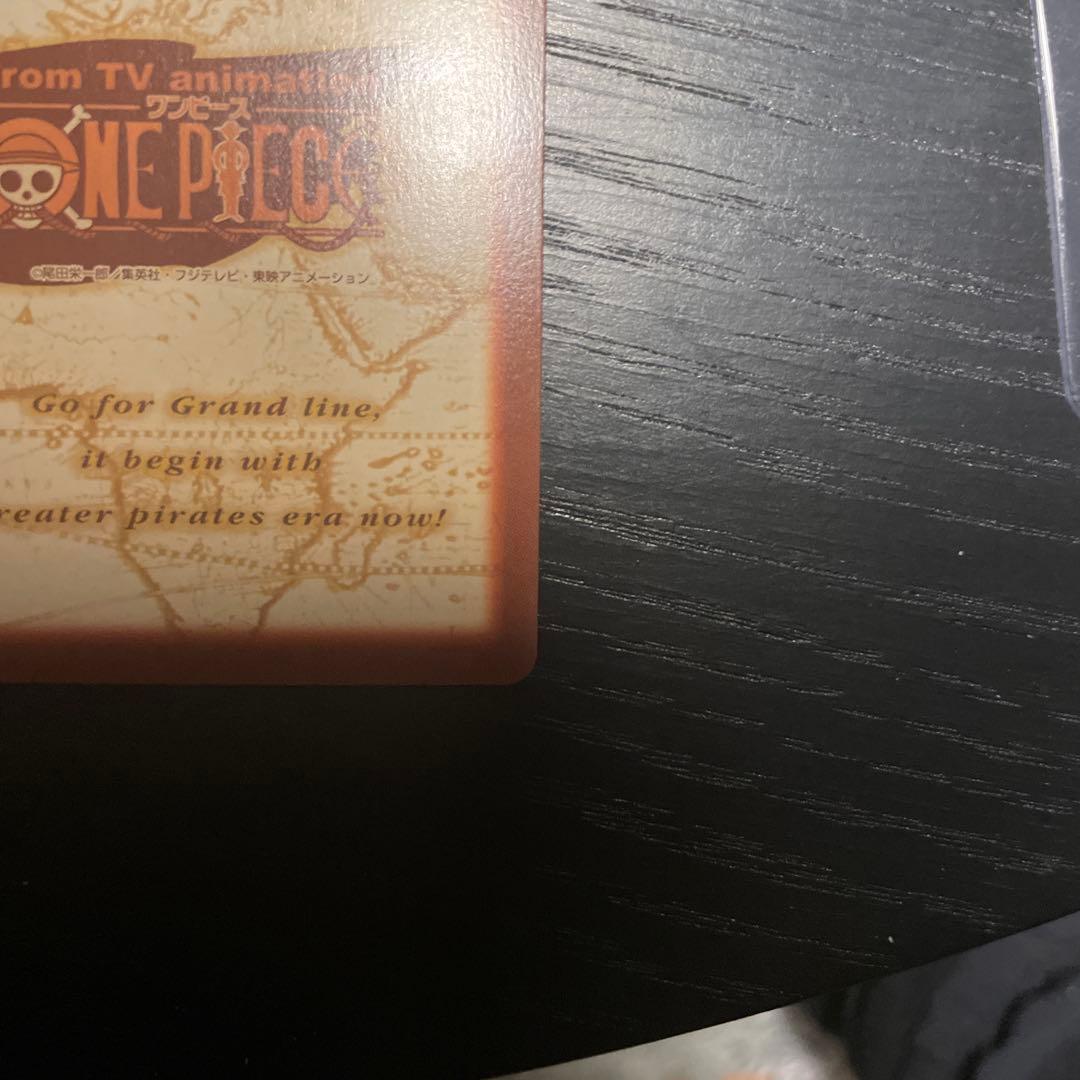 rom TV animation
ワンピース
ONE PIECE
©尾田栄一郎／集英社・フジテレビ・東映アニメーション
Go for Grand line,
it begin with
reater pirates era now!